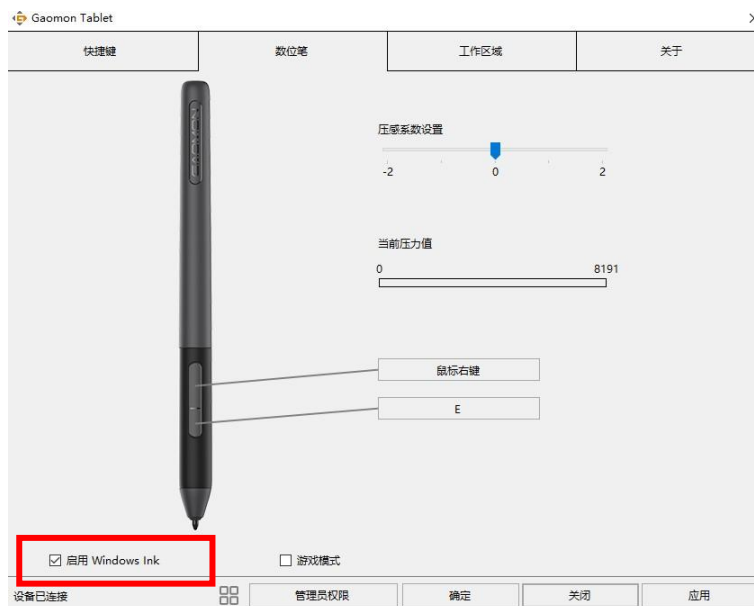 Gaomon Tablet
快捷键
数位笔
工作区域
关于
GAOMON
压感系数设置
-2 0 2
当前压力值
0 8191
鼠标右键
E
启用 Windows Ink
游戏模式
设备已连接
管理员权限
确定
关闭
应用